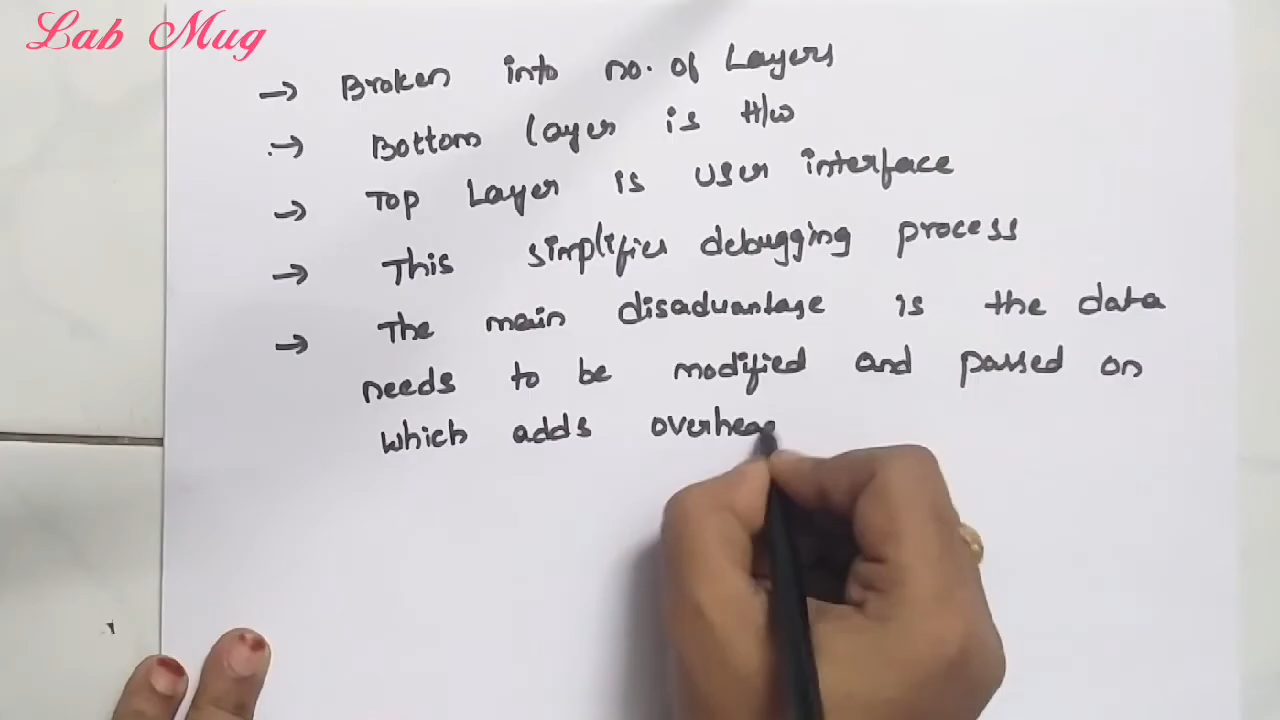 Lab Mug
→ Broken into no. of Layers
→ Bottom layer is H/W
→ Top Layer is user interface
→ This simplifies debugging process
→ The main disadvantage is the data
needs to be modified and passed on
which adds overhea